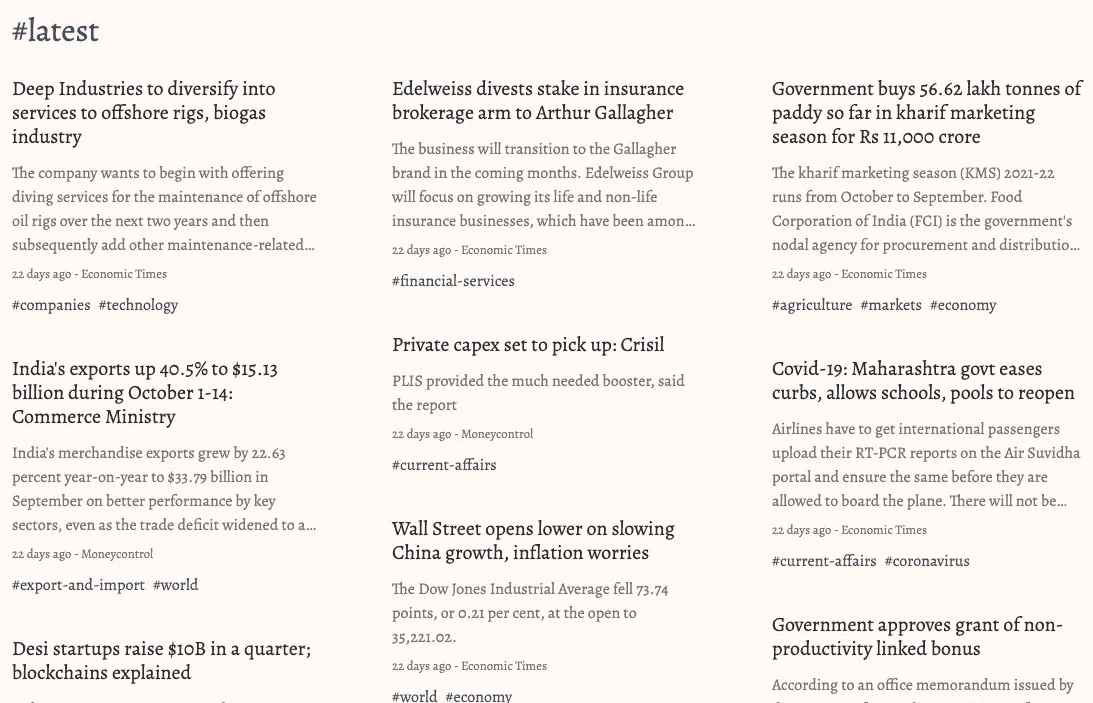 #latest
Deep Industries to diversify into
services to offshore rigs, biogas
industry
The company wants to begin with offering
diving services for the maintenance of offshore
oil rigs over the next two years and then
subsequently add other maintenance-related...
22 days ago - Economic Times
#companies #technology
India's exports up 40.5% to $15.13
billion during October 1-14:
Commerce Ministry
India's merchandise exports grew by 22.63
percent year-on-year to $33.79 billion in
September on better performance by key
sectors, even as the trade deficit widened to a...
22 days ago - Moneycontrol
#export-and-import #world
Desi startups raise $10B in a quarter;
blockchains explained
Edelweiss divests stake in insurance
brokerage arm to Arthur Gallagher
The business will transition to the Gallagher
brand in the coming months. Edelweiss Group
will focus on growing its life and non-life
insurance businesses, which have been amon...
22 days ago - Economic Times
#financial-services
Private capex set to pick up: Crisil
PLIS provided the much needed booster, said
the report
22 days ago - Moneycontrol
#current-affairs
Wall Street opens lower on slowing
China growth, inflation worries
The Dow Jones Industrial Average fell 73.74
points, or 0.21 per cent, at the open to
35,221.02.
22 days ago - Economic Times
#world #economy
Government buys 56.62 lakh tonnes of
paddy so far in kharif marketing
season for Rs 11,000 crore
The kharif marketing season (KMS) 2021-22
runs from October to September. Food
Corporation of India (FCI) is the government's
nodal agency for procurement and distributio...
22 days ago - Economic Times
#agriculture #markets #economy
Covid-19: Maharashtra govt eases
curbs, allows schools, pools to reopen
Airlines have to get international passengers
upload their RT-PCR reports on the Air Suvidha
portal and ensure the same before they are
allowed to board the plane. There will not be...
22 days ago - Economic Times
#current-affairs #coronavirus
Government approves grant of non-
productivity linked bonus
According to an office memorandum issued by